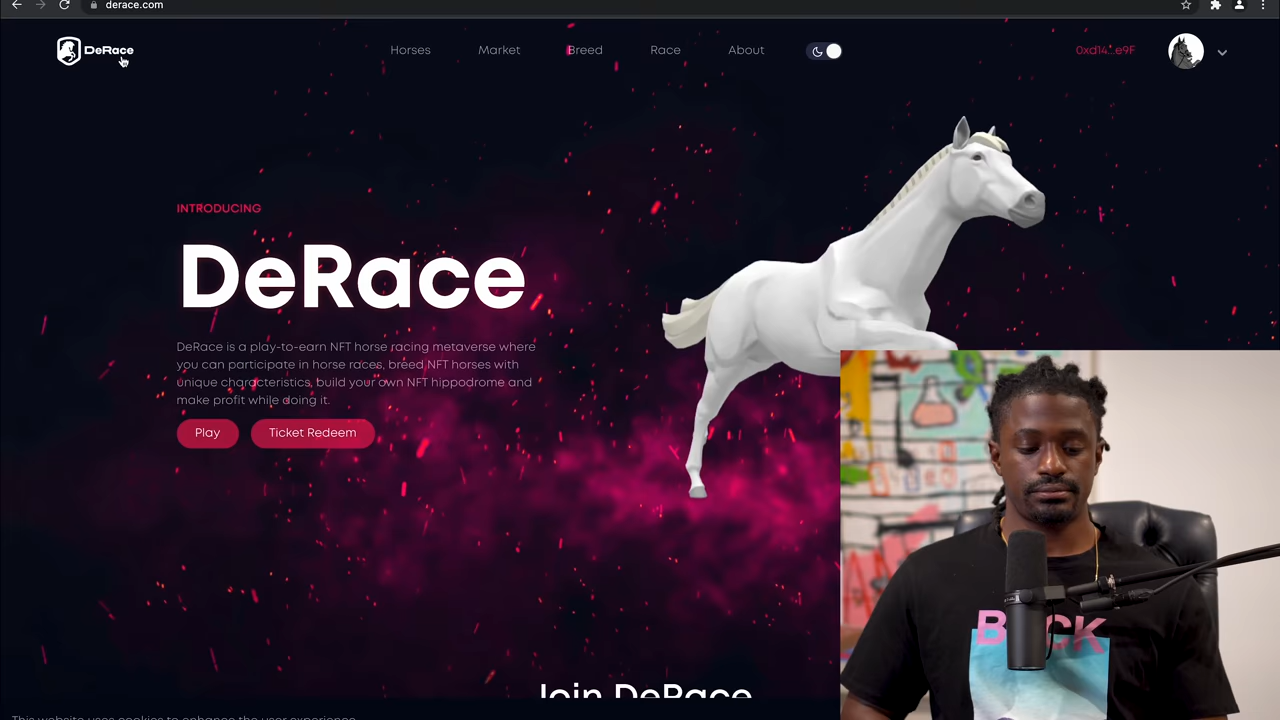 derace.com
DeRace
Horses
Market
Breed
Race
About
0xd14...e9F
INTRODUCING
DeRace
DeRace is a play-to-earn NFT horse racing metaverse where
you can participate in horse races, breed NFT horses with
unique characteristics, build your own NFT hippodrome and
make profit while doing it.
Play
Ticket Redeem
Join DeRace
This website uses cookies to enhance the user experience